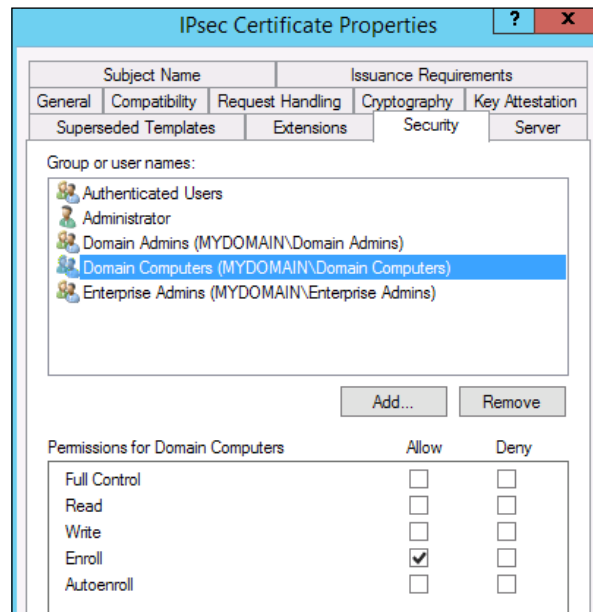 IPsec Certificate Properties ? x
Subject Name Issuance Requirements
General Compatibility Request Handling Cryptography Key Attestation
Superseded Templates Extensions Security Server
Group or user names:
Authenticated Users
Administrator
Domain Admins (MYDOMAIN\Domain Admins)
Domain Computers (MYDOMAIN\Domain Computers)
Enterprise Admins (MYDOMAIN\Enterprise Admins)
Add... Remove
Permissions for Domain Computers Allow Deny
Full Control
Read
Write
Enroll
Autoenroll